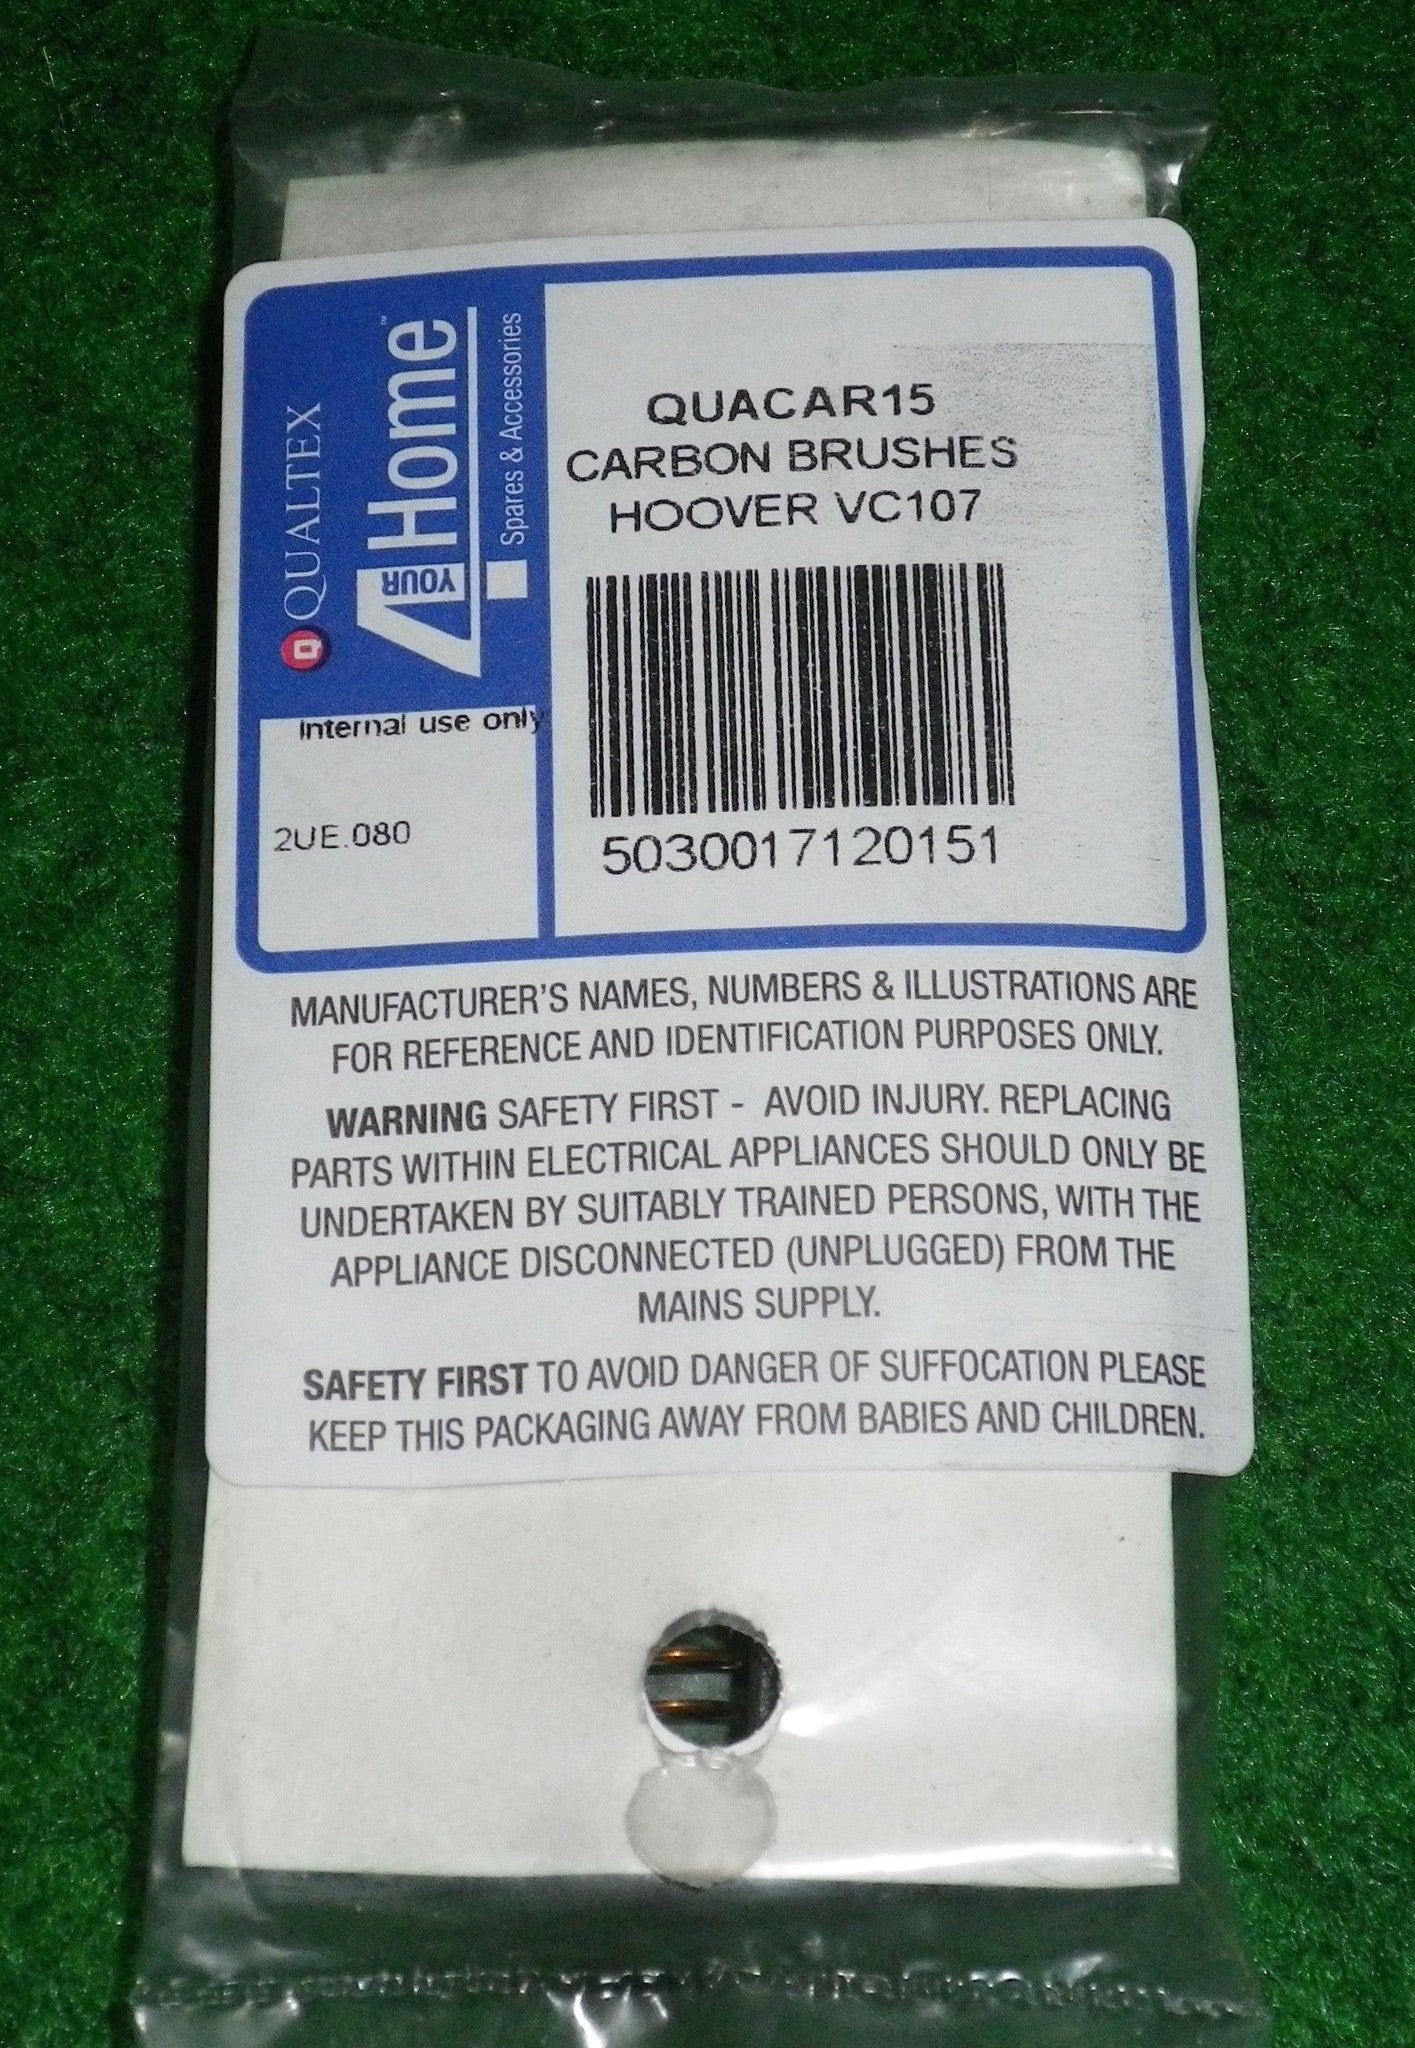 Q QUALTEX
4 YOUR Home™
Spares & Accessories
QUACAR15
CARBON BRUSHES
HOOVER VC107
5030017120151
Internal use only
2UE.080
MANUFACTURER'S NAMES, NUMBERS & ILLUSTRATIONS ARE
FOR REFERENCE AND IDENTIFICATION PURPOSES ONLY.
WARNING SAFETY FIRST - AVOID INJURY. REPLACING
PARTS WITHIN ELECTRICAL APPLIANCES SHOULD ONLY BE
UNDERTAKEN BY SUITABLY TRAINED PERSONS, WITH THE
APPLIANCE DISCONNECTED (UNPLUGGED) FROM THE
MAINS SUPPLY.
SAFETY FIRST TO AVOID DANGER OF SUFFOCATION PLEASE
KEEP THIS PACKAGING AWAY FROM BABIES AND CHILDREN.